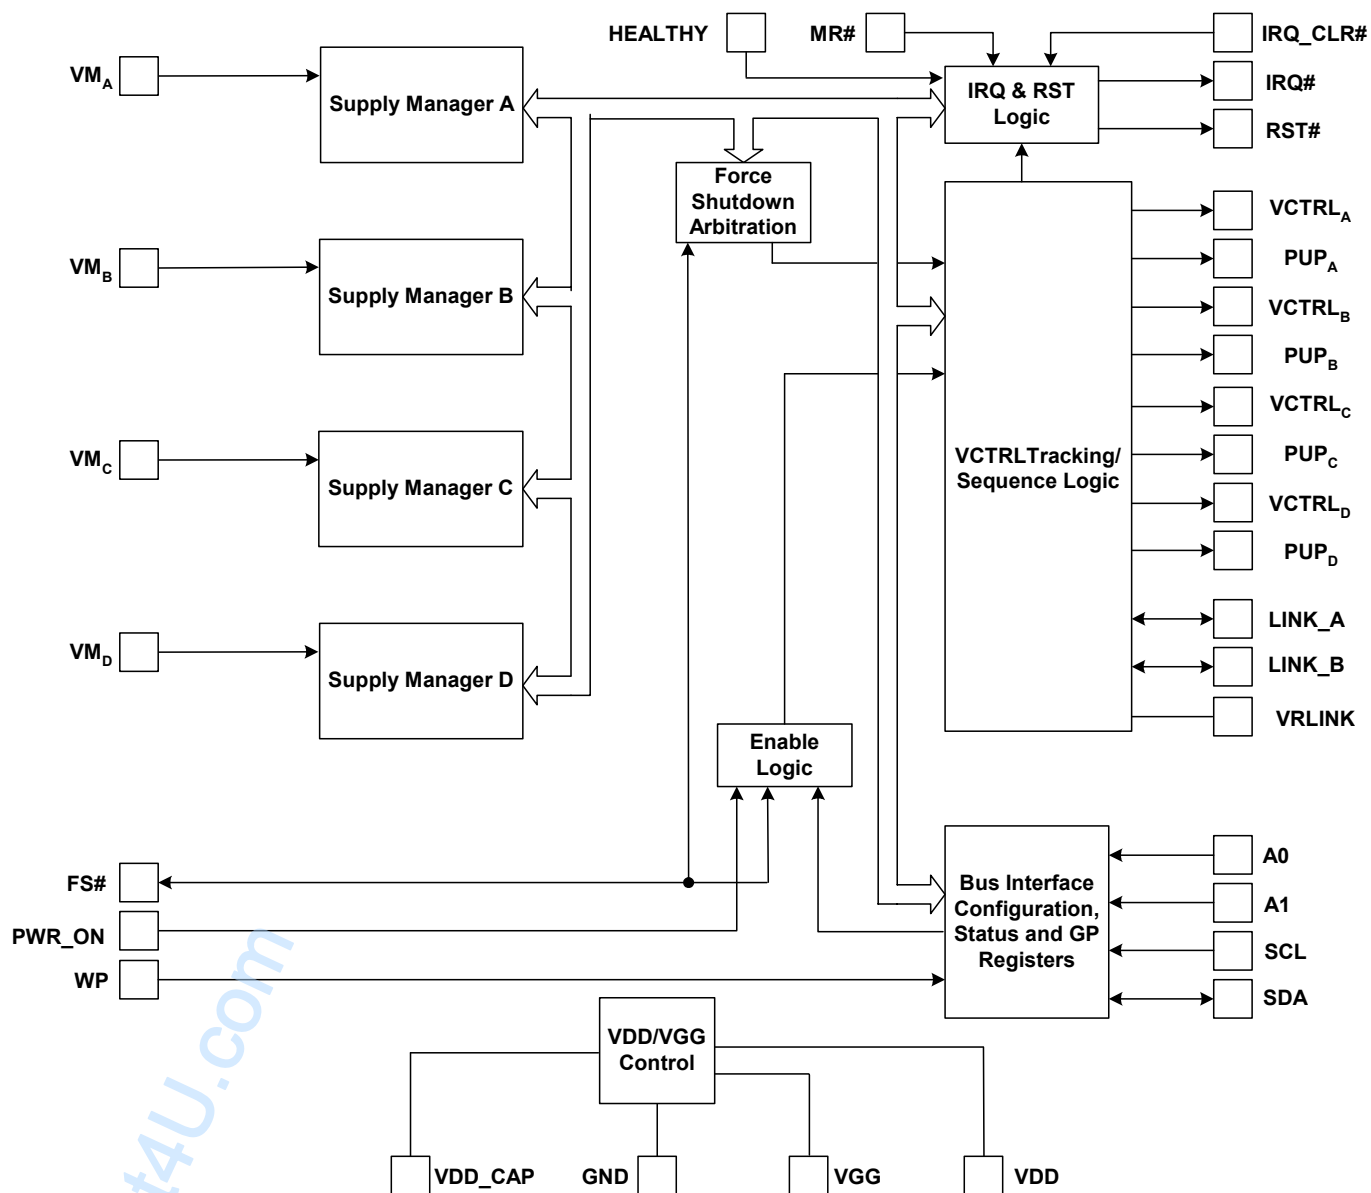 HEALTHY
MR#
IRQ_CLR#
VMA
Supply Manager A
IRQ & RST
Logic
IRQ#
RST#
Force
Shutdown
Arbitration
VCTRLA
PUPA
VMB
Supply Manager B
VCTRLB
PUPB
VCTRLC
VMC
Supply Manager C
VCTRLTracking/
Sequence Logic
PUPC
VCTRLD
PUPD
LINK_A
VMD
Supply Manager D
LINK_B
VRLINK
Enable
Logic
FS#
PWR_ON
WP
Bus Interface
Configuration,
Status and GP
Registers
A0
A1
SCL
SDA
VDD/VGG
Control
VDD_CAP
GND
VGG
VDD
t4U.com